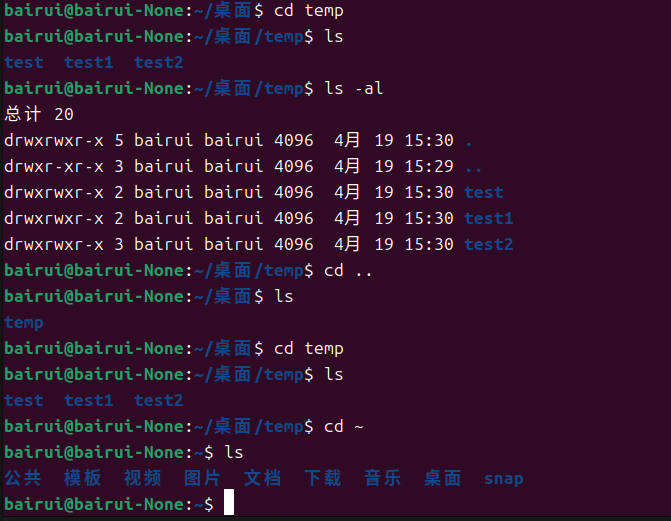 bairui@bairui-None:~/桌面$ cd temp
bairui@bairui-None:~/桌面/temp$ ls
test  test1  test2
bairui@bairui-None:~/桌面/temp$ ls -al
总计 20
drwxrwxr-x 5 bairui bairui 4096  4月 19 15:30 .
drwxr-xr-x 3 bairui bairui 4096  4月 19 15:29 ..
drwxrwxr-x 2 bairui bairui 4096  4月 19 15:30 test
drwxrwxr-x 2 bairui bairui 4096  4月 19 15:30 test1
drwxrwxr-x 3 bairui bairui 4096  4月 19 15:30 test2
bairui@bairui-None:~/桌面/temp$ cd ..
bairui@bairui-None:~/桌面$ ls
temp
bairui@bairui-None:~/桌面$ cd temp
bairui@bairui-None:~/桌面/temp$ ls
test  test1  test2
bairui@bairui-None:~/桌面/temp$ cd ~
bairui@bairui-None:~$ ls
公共  模板  视频  图片  文档  下载  音乐  桌面  snap
bairui@bairui-None:~$